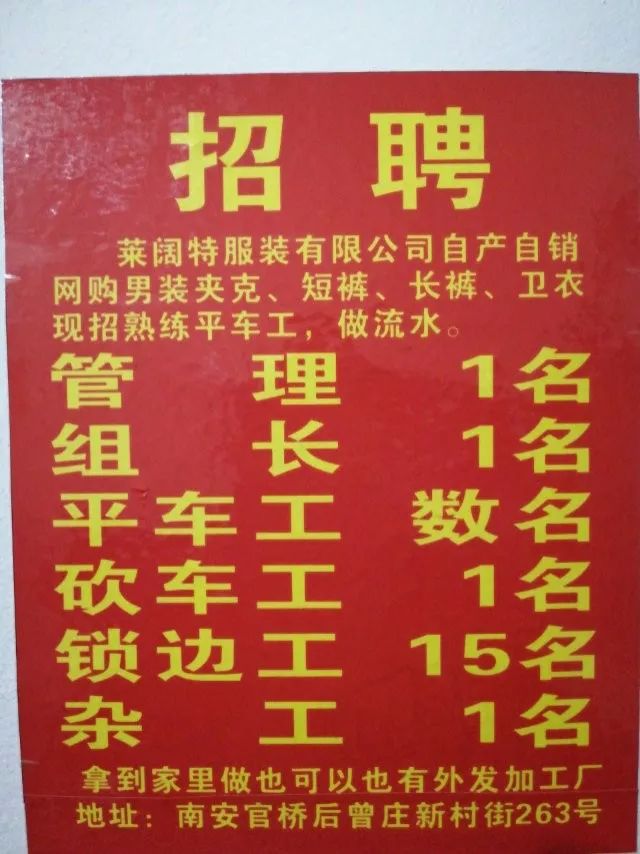 招聘
莱阔特服装有限公司自产自销
网购男装夹克、短裤、长裤、卫衣
现招熟练平车工，做流水。
管理 1名
组长 1名
平车工 数名
砍车工 1名
锁边工 15名
杂工 1名
拿到家里做也可以也有外发加工厂
地址：南安官桥后曾庄新村街263号